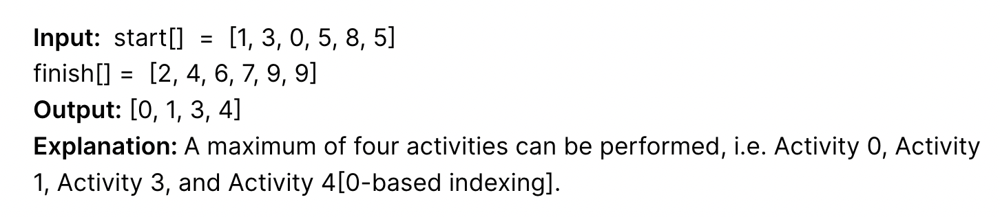 Input:  start[]  =  [1, 3, 0, 5, 8, 5]
finish[] =  [2, 4, 6, 7, 9, 9]
Output: [0, 1, 3, 4]
Explanation: A maximum of four activities can be performed, i.e. Activity 0, Activity
1, Activity 3, and Activity 4[0-based indexing].